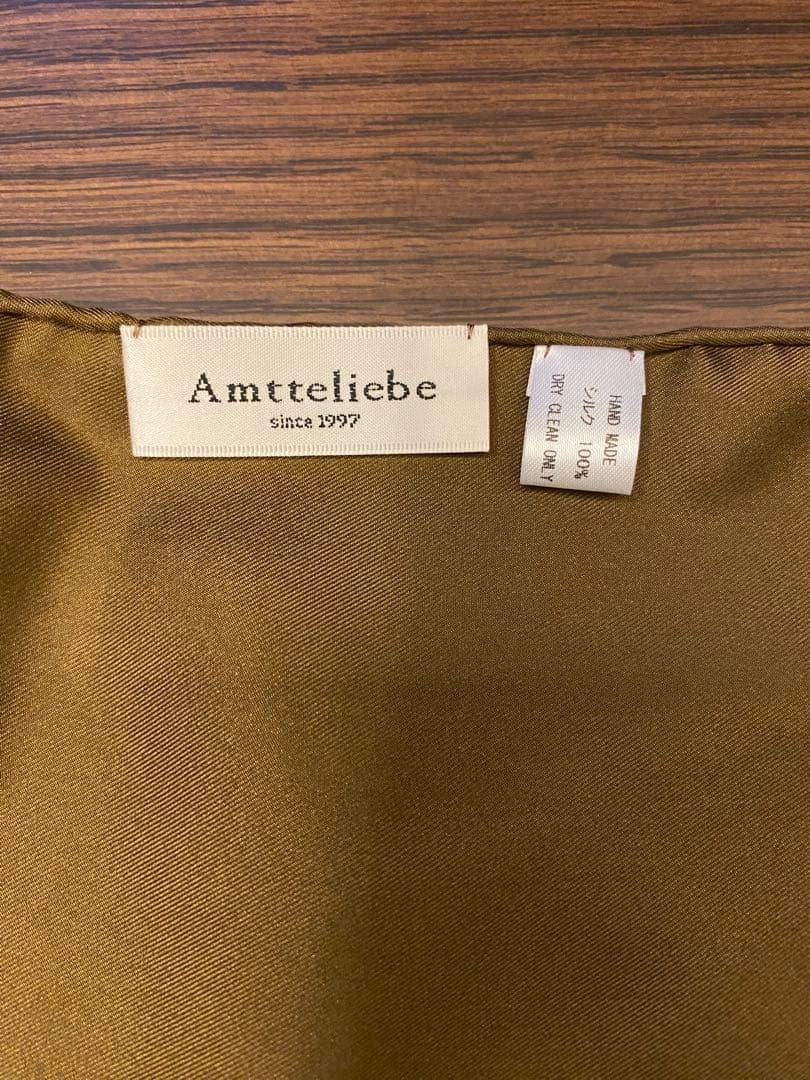 Amtteliebe
since 1997
HAND MADE
シルク 100%
DRY CLEAN ONLY